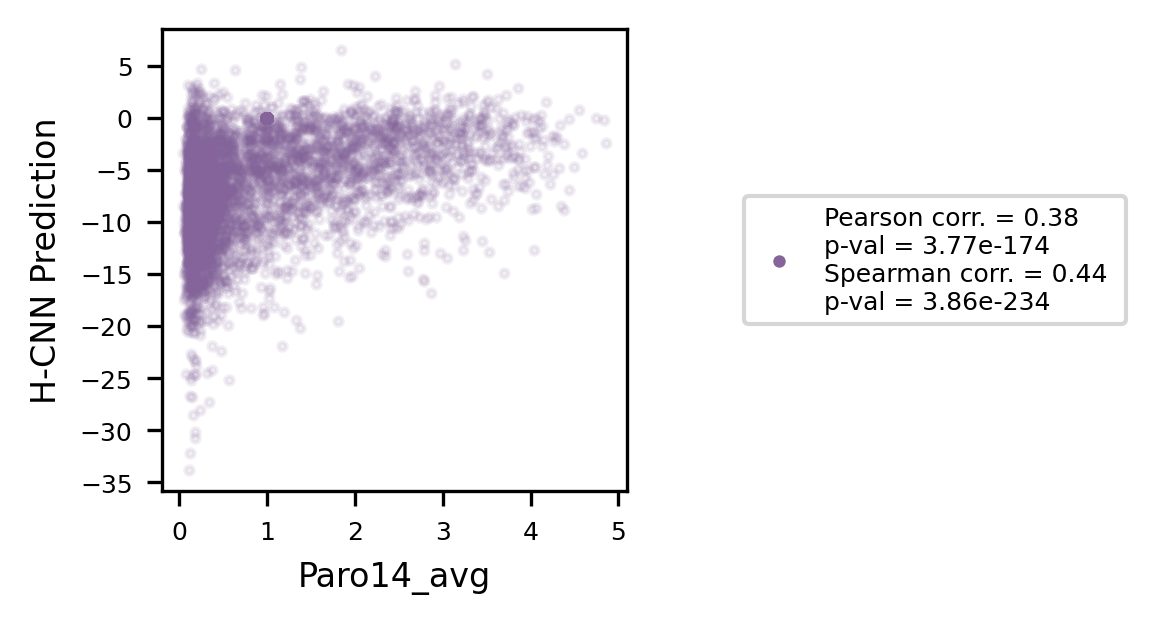 5
0
−5
−10
−15
−20
−25
−30
−35
H-CNN Prediction
0 1 2 3 4 5
Paro14_avg
Pearson corr. = 0.38
p-val = 3.77e-174
Spearman corr. = 0.44
p-val = 3.86e-234